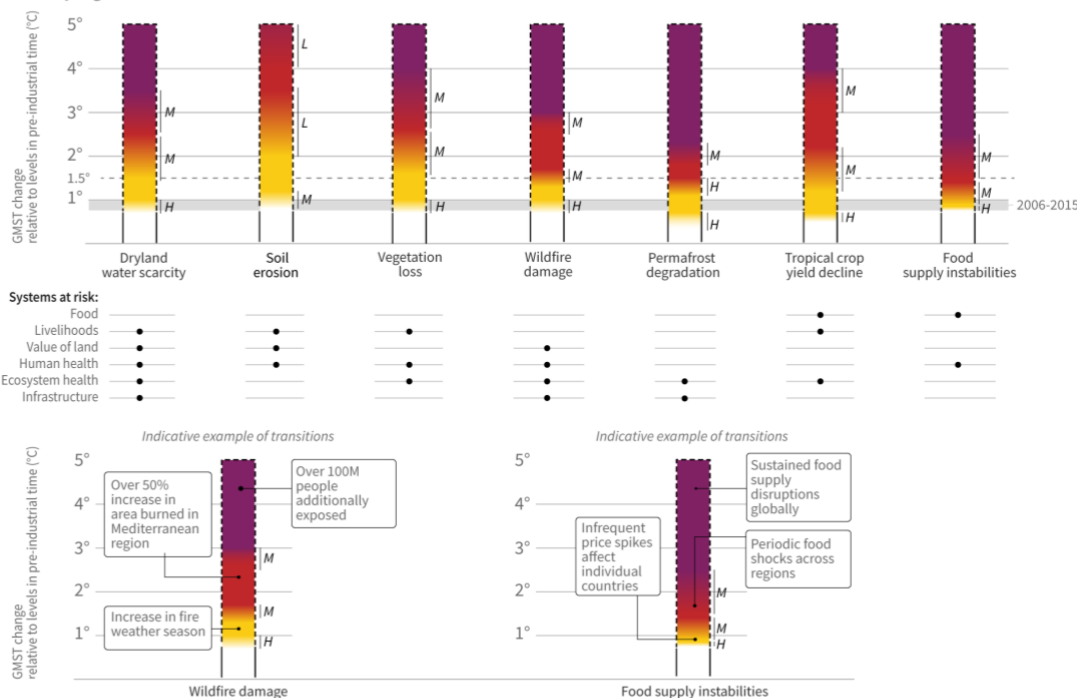 GMST change
relative to levels in pre-industrial time (°C)
5°
4°
3°
2°
1.5°
1°
M
M
H
L
L
M
M
M
H
M
M
H
M
H
H
M
M
H
M
M
H
2006-2015
Dryland
water scarcity
Soil
erosion
Vegetation
loss
Wildfire
damage
Permafrost
degradation
Tropical crop
yield decline
Food
supply instabilities
Systems at risk:
Food
Livelihoods
Value of land
Human health
Ecosystem health
Infrastructure
Indicative example of transitions
GMST change
relative to levels in pre-industrial time (°C)
5°
4°
3°
2°
1°
Over 50%
increase in
area burned in
Mediterranean
region
Over 100M
people
additionally
exposed
Increase in fire
weather season
M
M
H
Wildfire damage
Indicative example of transitions
5°
4°
3°
2°
1°
Infrequent
price spikes
affect
individual
countries
Sustained food
supply
disruptions
globally
Periodic food
shocks across
regions
M
M
H
Food supply instabilities